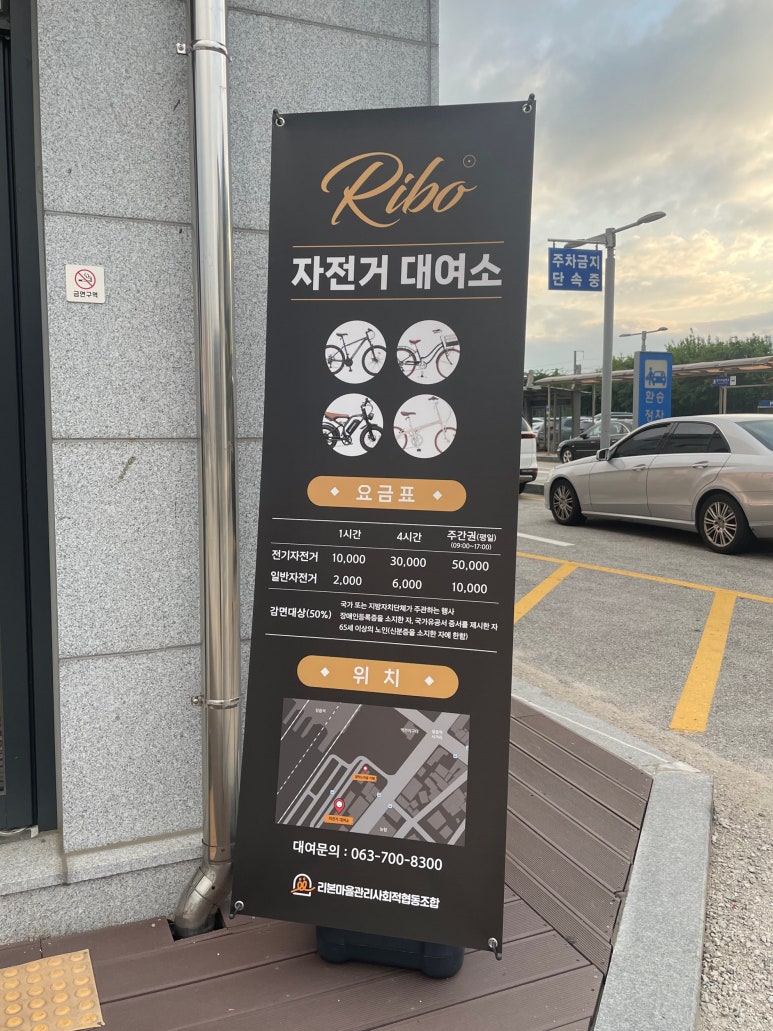 Ribo
자전거 대여소
요금표
1시간 4시간 주간권(평일)
(09:00~17:00)
전기자전거 10,000 30,000 50,000
일반자전거 2,000 6,000 10,000
감면대상(50%)
국가 또는 지방자치단체가 주관하는 행사
장애인등록증을 소지한 자, 국가유공서 증서를 제시한 자
65세 이상의 노인(신분증을 소지한 자에 한함)
위 치
자전거 대여소
농협
대여문의 : 063-700-8300
리본마을관리사회적협동조합
금연구역
주차금지
단속중
환승
정차